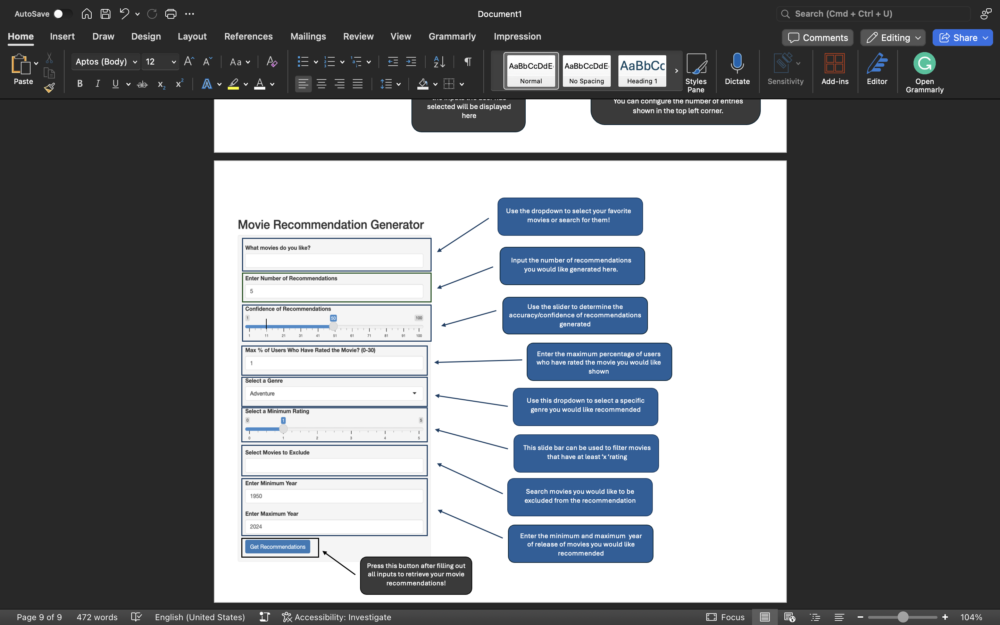 AutoSave
Document1
Search (Cmd + Ctrl + U)
Home Insert Draw Design Layout References Mailings Review View Grammarly Impression
Comments Editing Share
Paste
Aptos (Body) 12
Aa
B I U ab x2 x2 A A
AaBbCcDdE
Normal
AaBbCcDdE
No Spacing
AaBbCc
Heading 1
Styles
Pane
Dictate
Sensitivity
Add-ins
Editor
Open
Grammarly
the inputs the user has
selected will be displayed
here
You can configure the number of entries
shown in the top left corner.
Movie Recommendation Generator
What movies do you like?
Enter Number of Recommendations
5
Confidence of Recommendations
1 50 100
1 11 21 31 41 51 61 71 81 91 100
Max % of Users Who Have Rated the Movie? (0-30)
1
Select a Genre
Adventure
Select a Minimum Rating
0 1 5
0 1 2 3 4 5
Select Movies to Exclude
Enter Minimum Year
1950
Enter Maximum Year
2024
Get Recommendations
Use the dropdown to select your favorite
movies or search for them!
Input the number of recommendations
you would like generated here.
Use the slider to determine the
accuracy/confidence of recommendations
generated
Enter the maximum percentage of users
who have rated the movie you would like
shown
Use this dropdown to select a specific
genre you would like recommended
This slide bar can be used to filter movies
that have at least ‘x ‘rating
Search movies you would like to be
excluded from the recommendation
Enter the minimum and maximum  year
of release of movies you would like
recommended
Press this button after filling out
all inputs to retrieve your movie
recommendations!
Page 9 of 9 472 words English (United States) Accessibility: Investigate Focus 104%